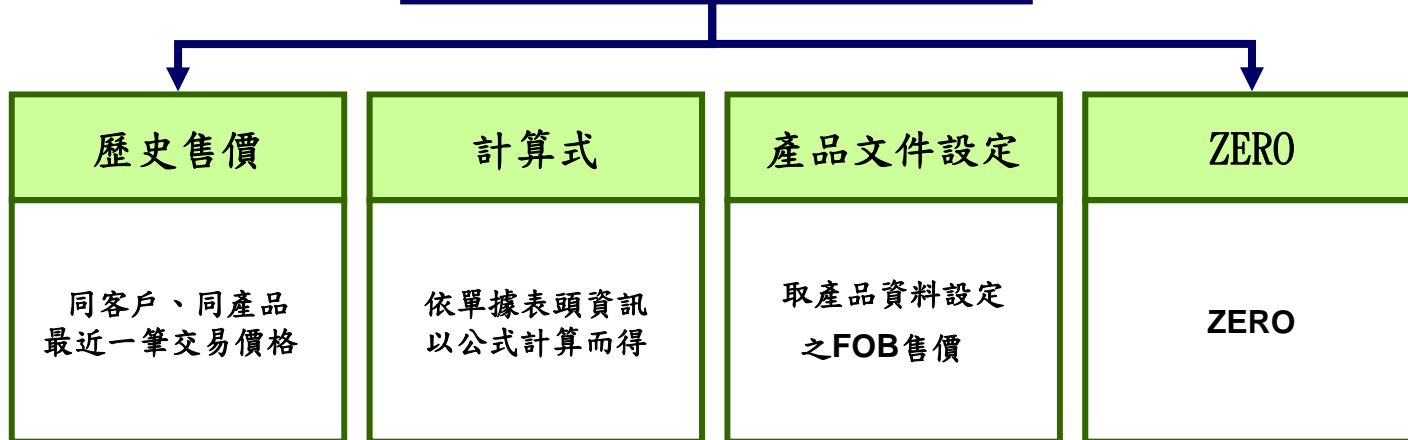 歷史售價
計算式
產品文件設定
ZERO
同客戶、同產品
最近一筆交易價格
依單據表頭資訊
以公式計算而得
取產品資料設定
之FOB售價
ZERO